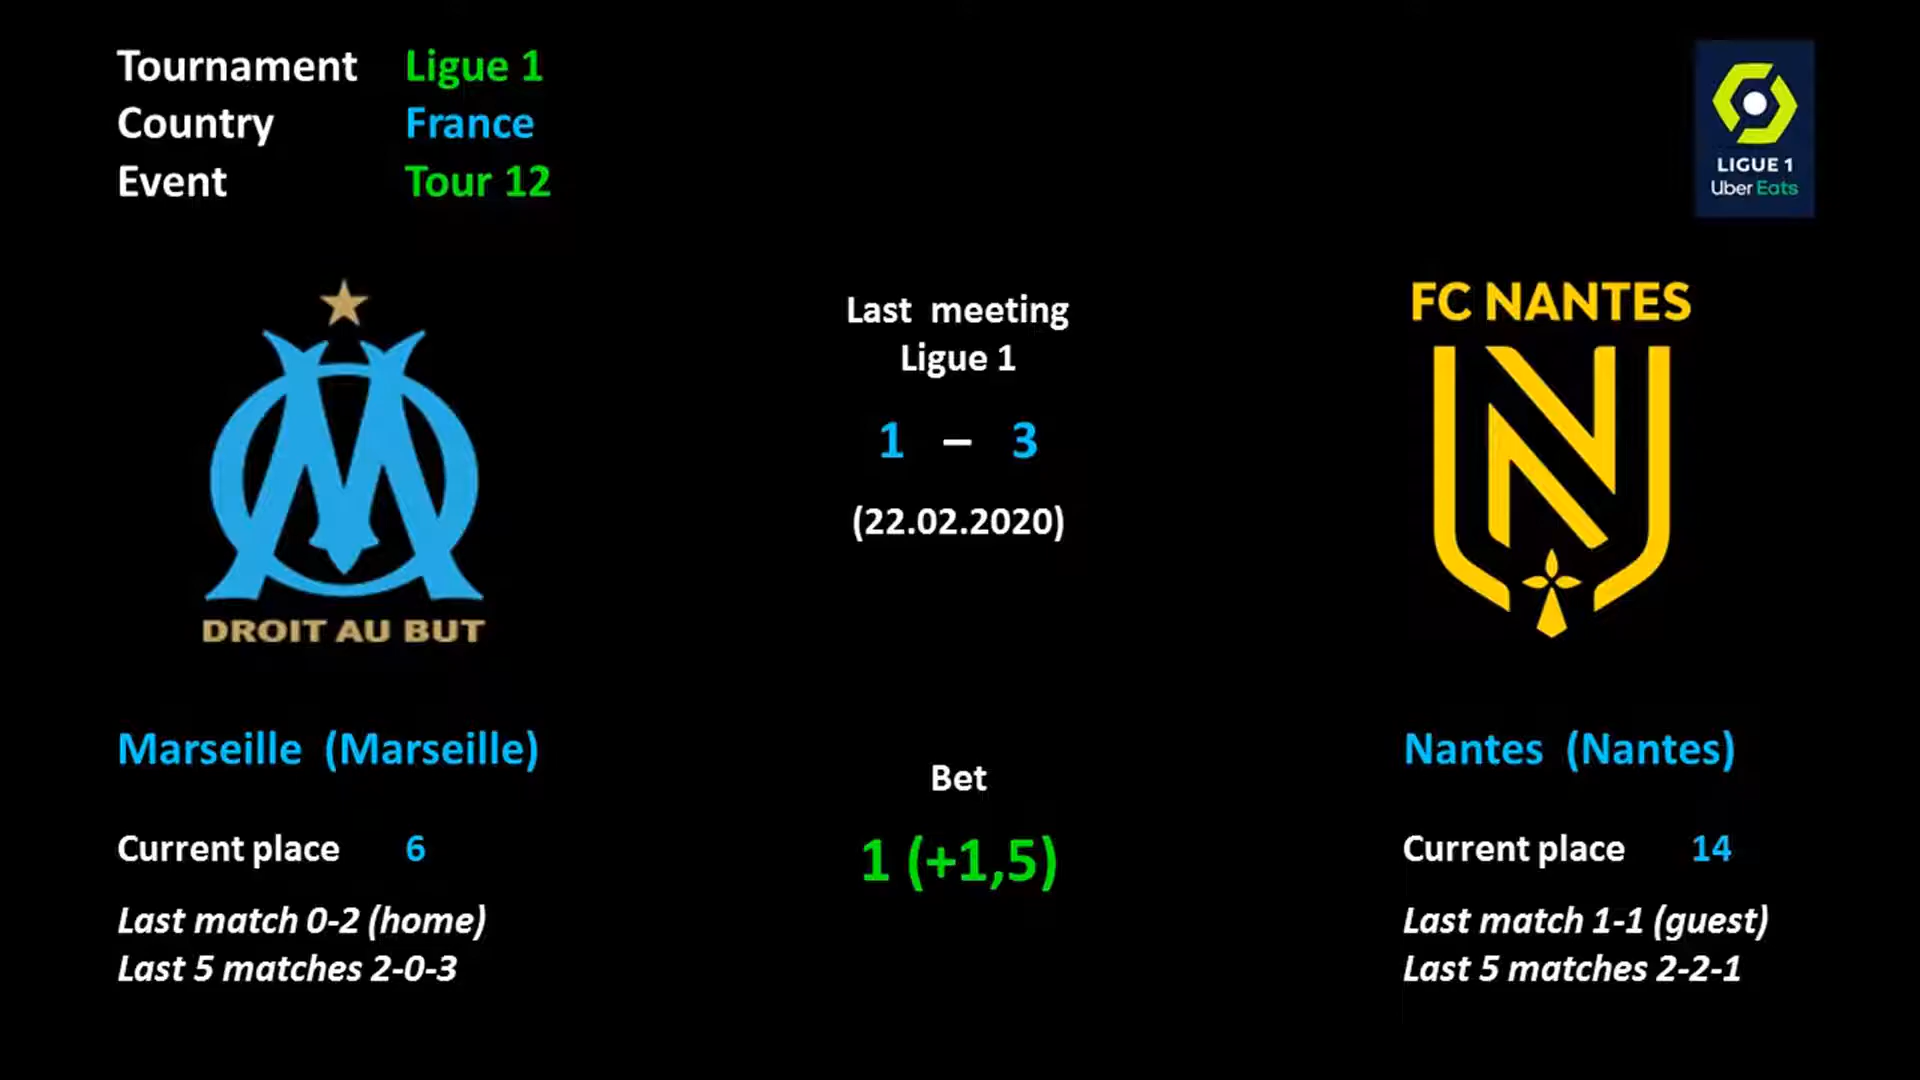 Tournament Ligue 1
Country France
Event Tour 12
LIGUE 1
Uber Eats
DROIT AU BUT
Last meeting
Ligue 1
1 – 3
(22.02.2020)
FC NANTES
Marseille (Marseille)
Current place 6
Last match 0-2 (home)
Last 5 matches 2-0-3
Bet
1 (+1,5)
Nantes (Nantes)
Current place 14
Last match 1-1 (guest)
Last 5 matches 2-2-1